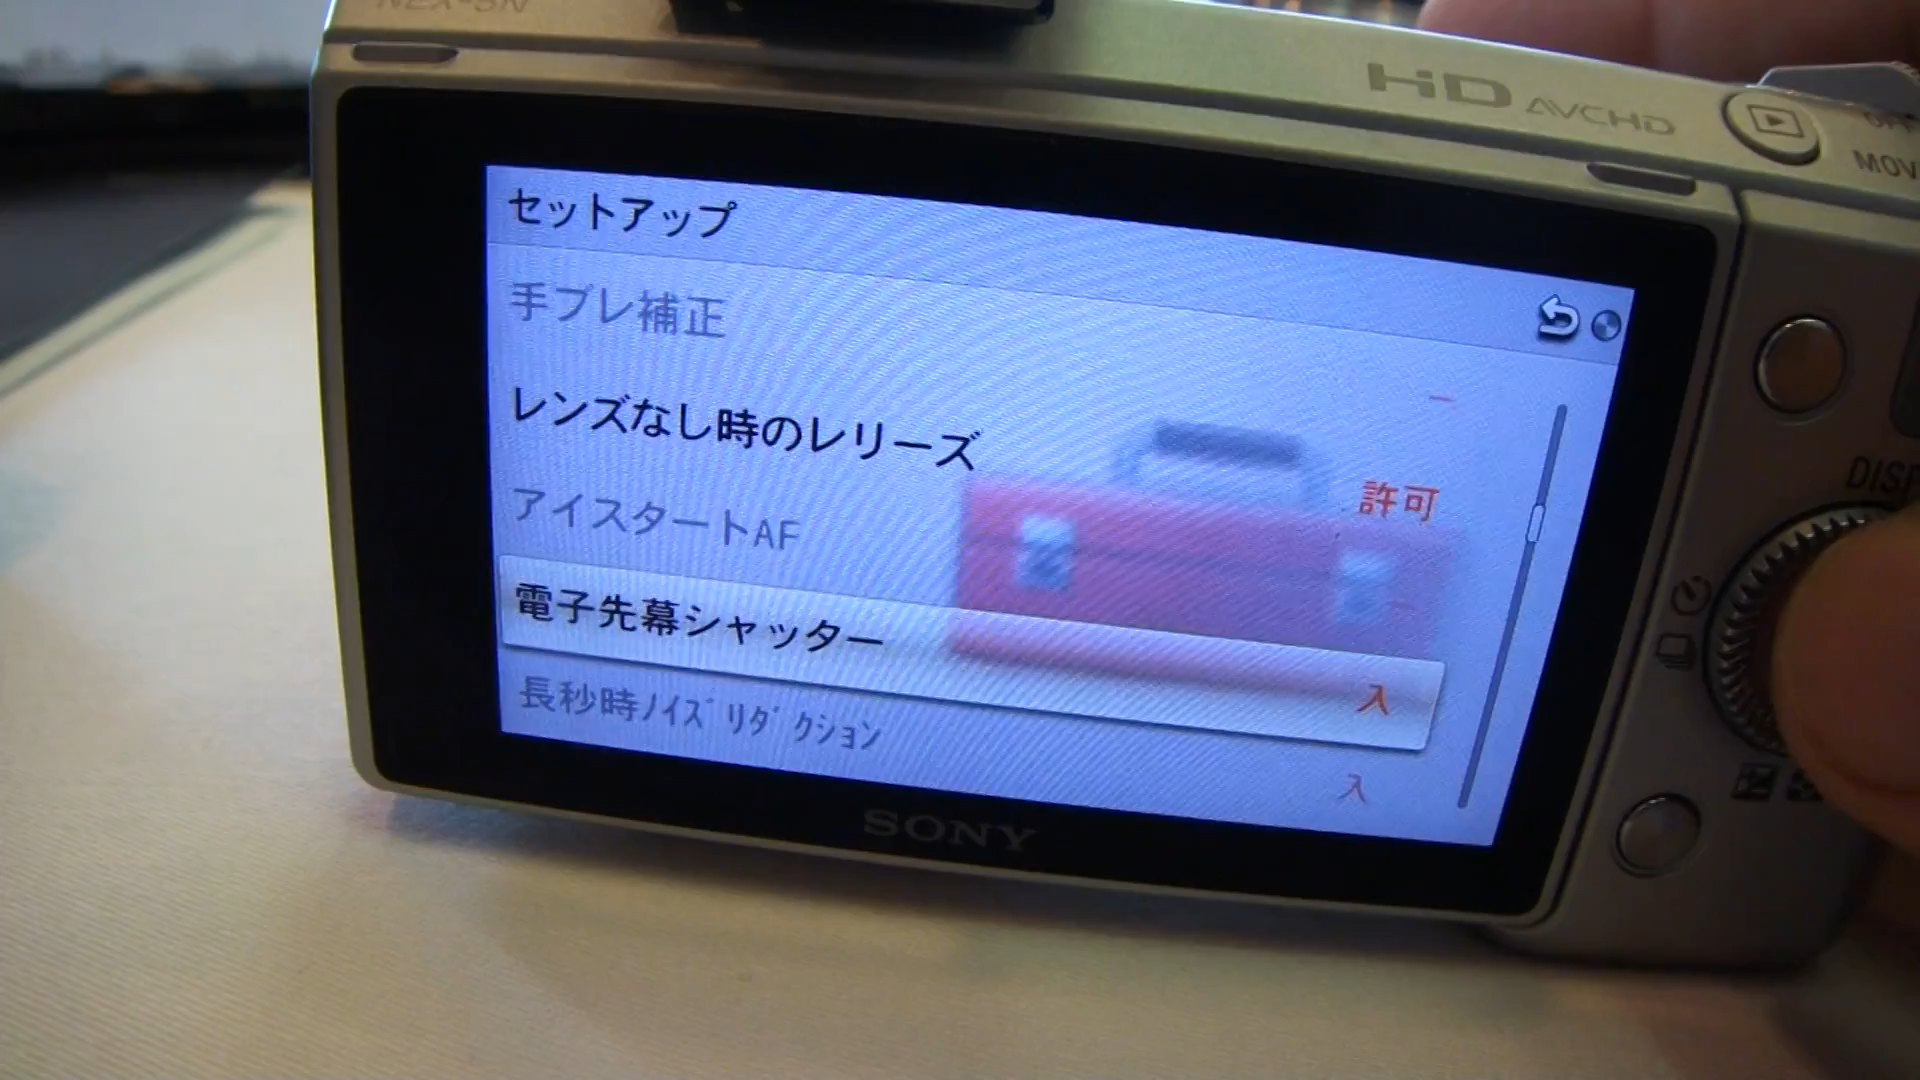 NEX-5N
HD AVCHD
MOV
セットアップ
手ブレ補正
−
レンズなし時のレリーズ
許可
アイスタートAF
−
電子先幕シャッター
入
長秒時ノイズリダクション
入
DISP
SONY